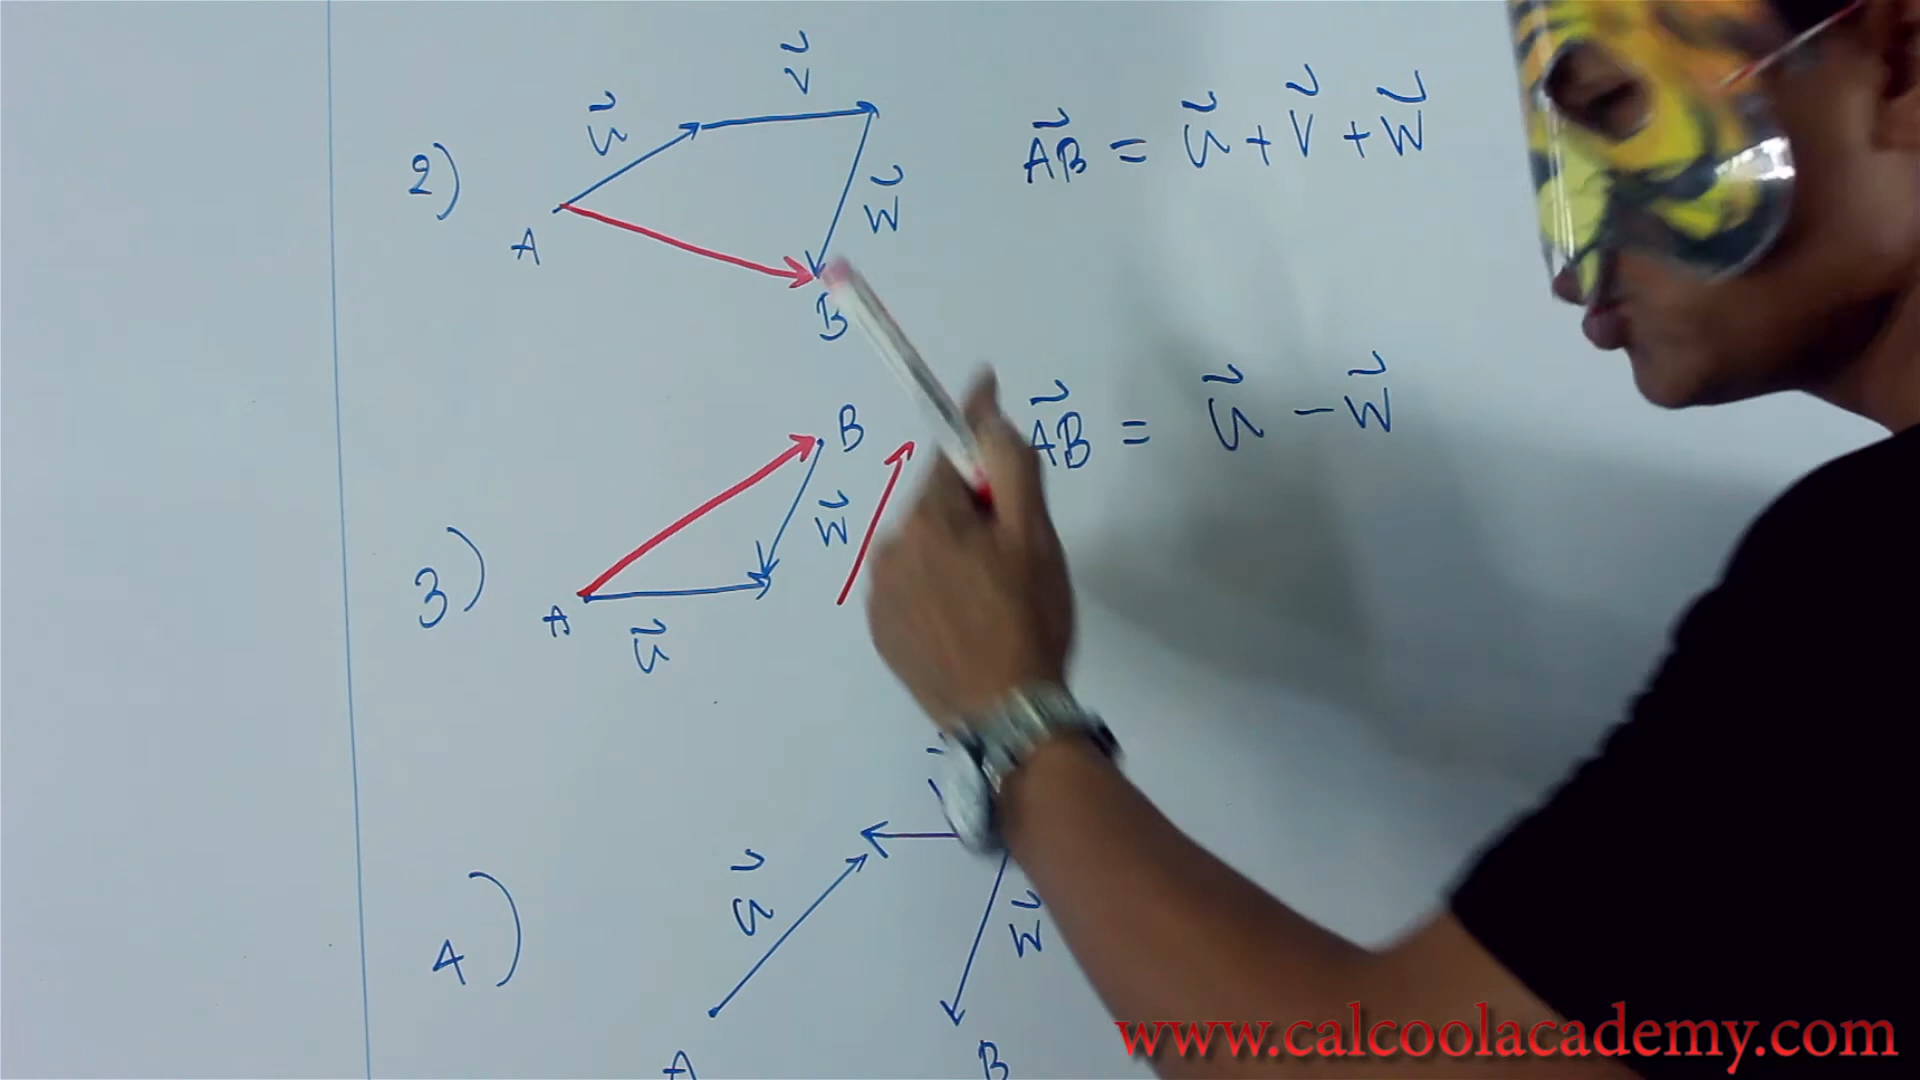 2)
u⃗
v⃗
w⃗
A
B
AB⃗ = u⃗ + v⃗ + w⃗
3)
A
B
u⃗
w⃗
AB⃗ = u⃗ - w⃗
4)
u⃗
w⃗
A
B
www.calcoolacademy.com